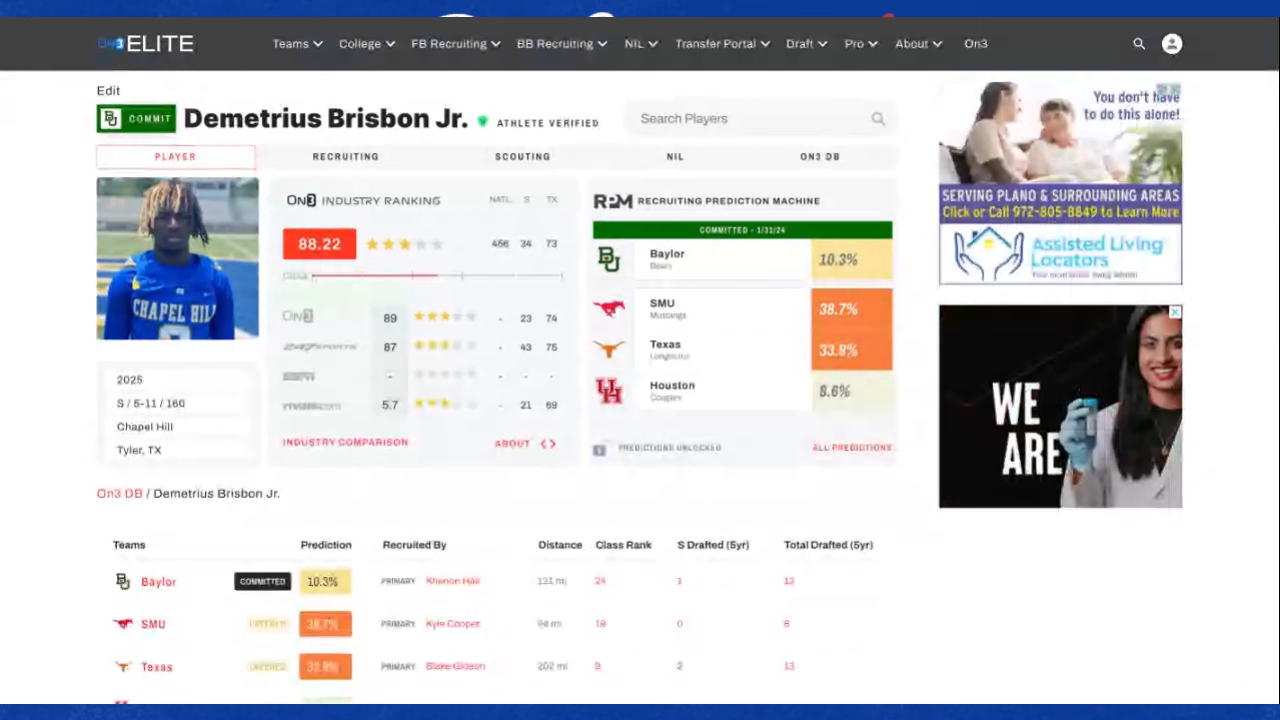 On3 ELITE
Teams College FB Recruiting BB Recruiting NIL Transfer Portal Draft Pro About On3
Edit
COMMIT Demetrius Brisbon Jr. ATHLETE VERIFIED
Search Players
PLAYER RECRUITING SCOUTING NIL ON3 DB
CHAPEL HILL
2025
S / 5-11 / 160
Chapel Hill
Tyler, TX
On3 INDUSTRY RANKING NATL. S TX
88.22 456 34 73
On3 89 - 23 74
247SPORTS 87 - 43 75
ESPN - - - -
5.7 - 21 69
INDUSTRY COMPARISON ABOUT
RPM RECRUITING PREDICTION MACHINE
COMMITTED - 1/31/24
Baylor 10.3%
Bears
SMU 38.7%
Mustangs
Texas 33.9%
Longhorns
Houston 8.6%
Cougars
PREDICTIONS UNLOCKED ALL PREDICTIONS
You don't have
to do this alone!
SERVING PLANO & SURROUNDING AREAS
Click or Call 972-805-8849 to Learn More
Assisted Living
Locators
WE
ARE
On3 DB / Demetrius Brisbon Jr.
Teams Prediction Recruited By Distance Class Rank S Drafted (5yr) Total Drafted (5yr)
Baylor COMMITTED 10.3% PRIMARY 1
SMU OFFERED 38.7% PRIMARY Kyle Cooper 18 0
Texas OFFERED 33.9% PRIMARY Blake Gideon 202 mi 2 13